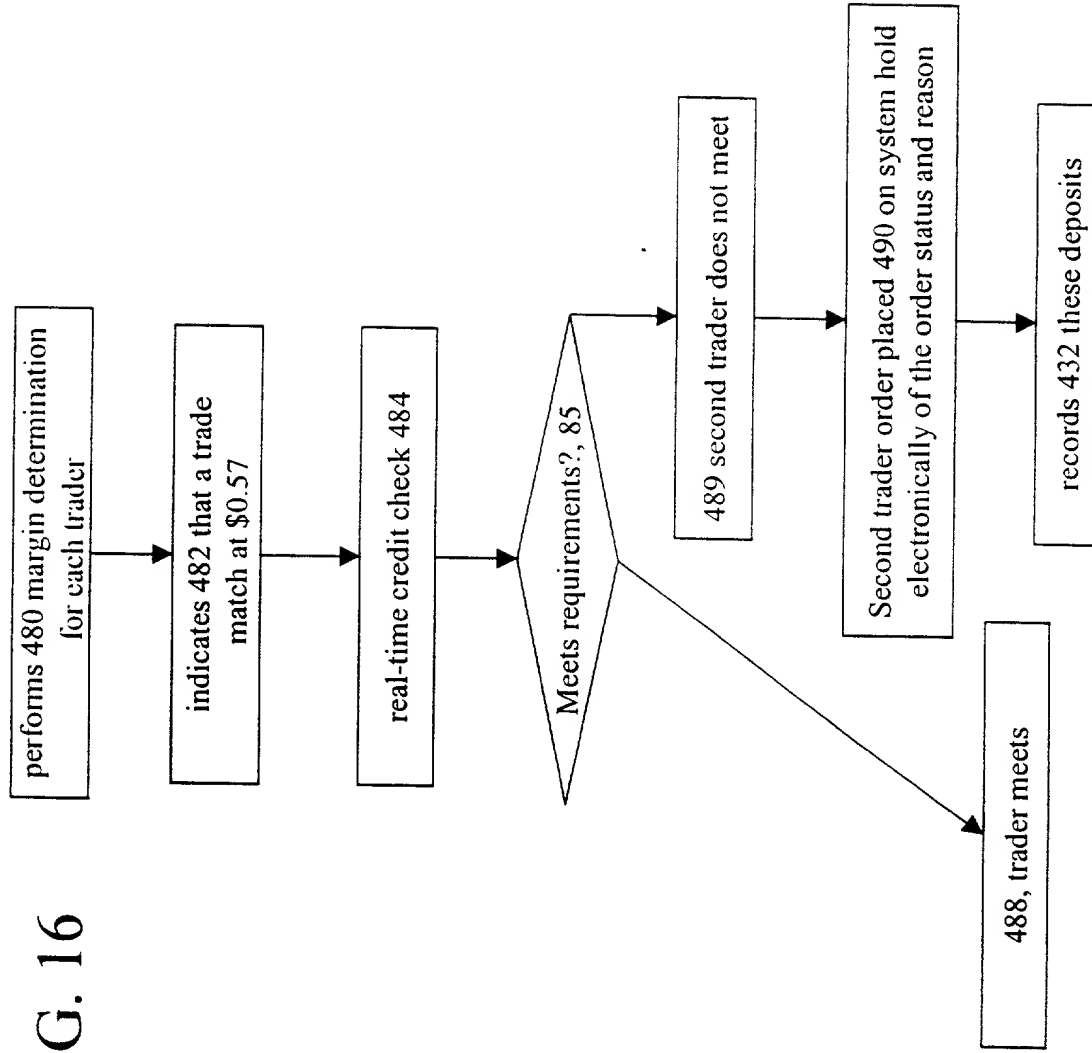 G. 16
performs 480 margin determination
for each trader
indicates 482 that a trade
match at $0.57
real-time credit check 484
Meets requirements?, 85
489 second trader does not meet
Second trader order placed 490 on system hold
electronically of the order status and reason
records 432 these deposits
488, trader meets